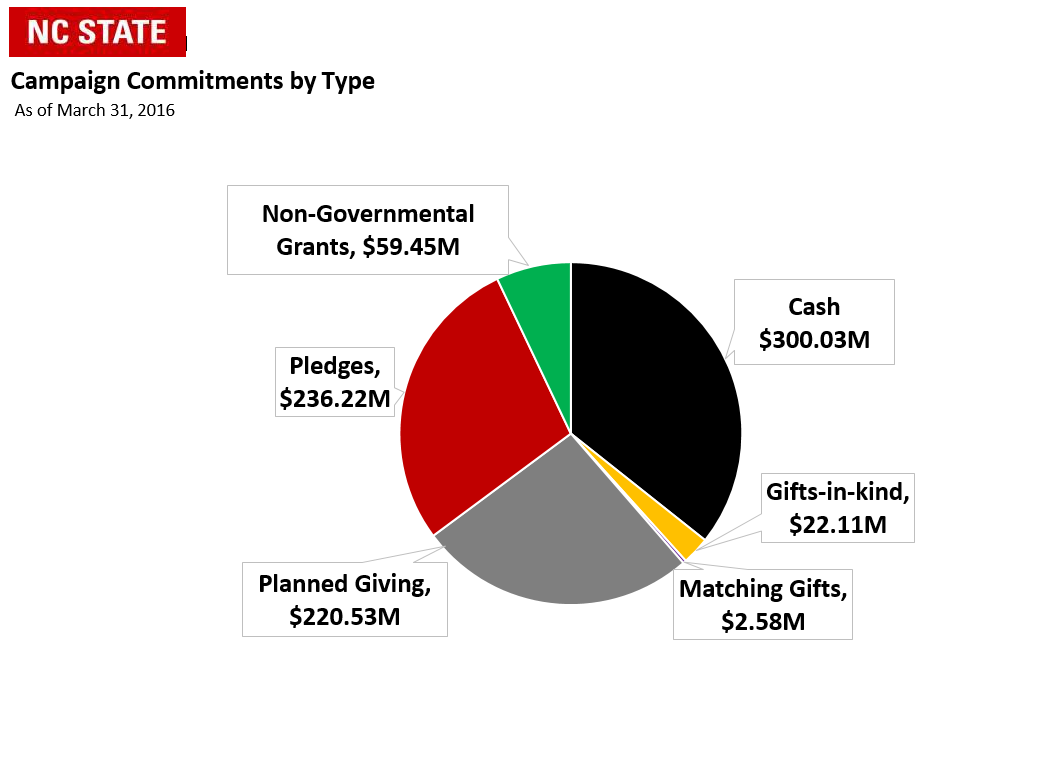 NC STATE
Campaign Commitments by Type
As of March 31, 2016
Non-Governmental
Grants, $59.45M
Cash
$300.03M
Pledges,
$236.22M
Gifts-in-kind,
$22.11M
Planned Giving,
$220.53M
Matching Gifts,
$2.58M